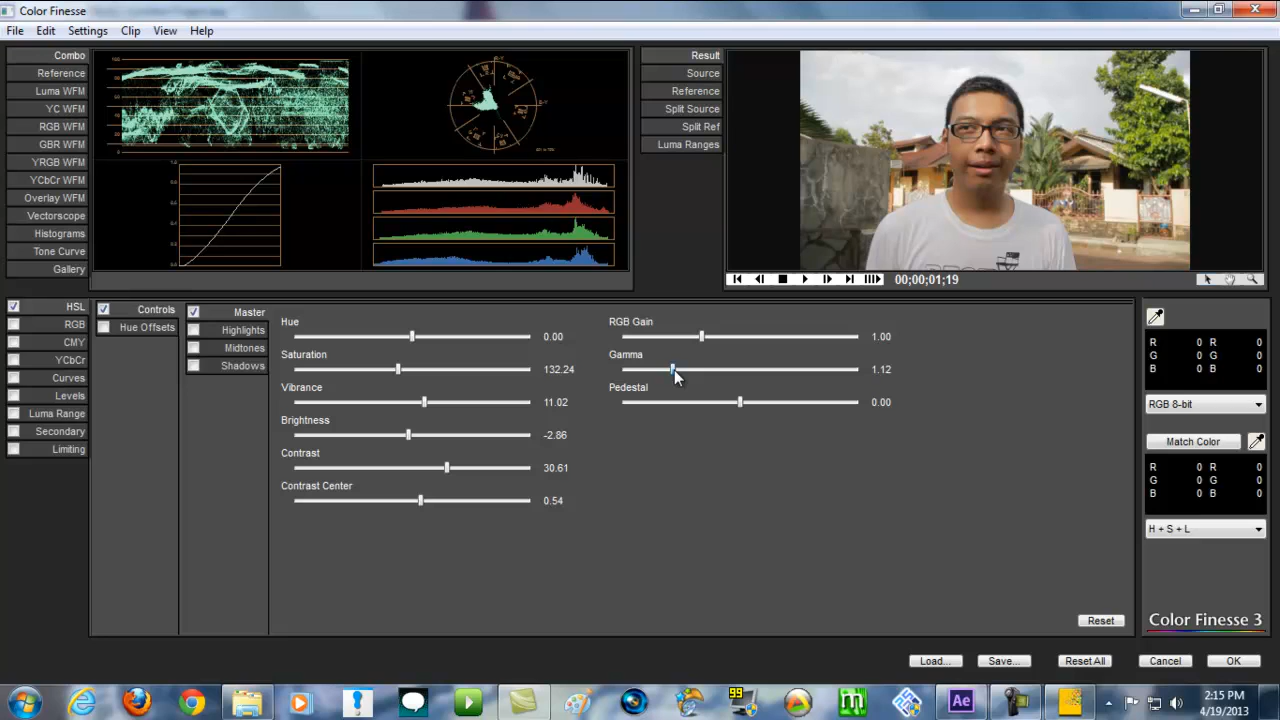 Color Finesse
File Edit Settings Clip View Help
Combo
Reference
Luma WFM
YC WFM
RGB WFM
GBR WFM
YRGB WFM
YCbCr WFM
Overlay WFM
Vectorscope
Histograms
Tone Curve
Gallery
Result
Source
Reference
Split Source
Split Ref
Luma Ranges
00;00;01;19
HSL
RGB
CMY
YCbCr
Curves
Levels
Luma Range
Secondary
Limiting
Controls
Hue Offsets
Master
Highlights
Midtones
Shadows
Hue 0.00
Saturation 132.24
Vibrance 11.02
Brightness -2.86
Contrast 30.61
Contrast Center 0.54
RGB Gain 1.00
Gamma 1.12
Pedestal 0.00
Reset
R 0 R 0
G 0 G 0
B 0 B 0
RGB 8-bit
Match Color
R 0 R 0
G 0 G 0
B 0 B 0
H + S + L
Color Finesse 3
Load... Save... Reset All Cancel OK
99
Ae
2:15 PM
4/19/2013